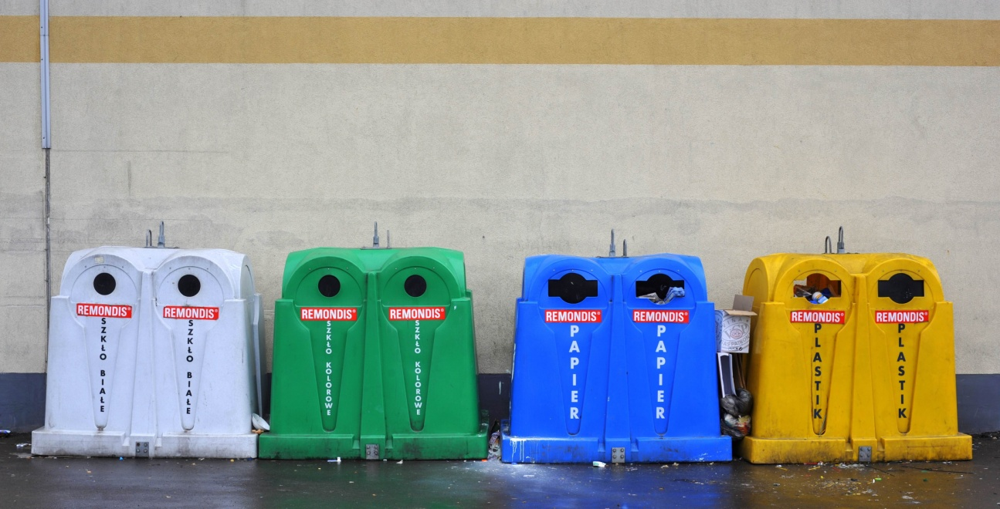 REMONDIS®
SZKŁO BIAŁE
REMONDIS®
SZKŁO BIAŁE
REMONDIS®
SZKŁO KOLOROWE
REMONDIS®
SZKŁO KOLOROWE
REMONDIS®
PAPIER
REMONDIS®
PAPIER
REMONDIS®
PLASTIK
REMONDIS®
PLASTIK